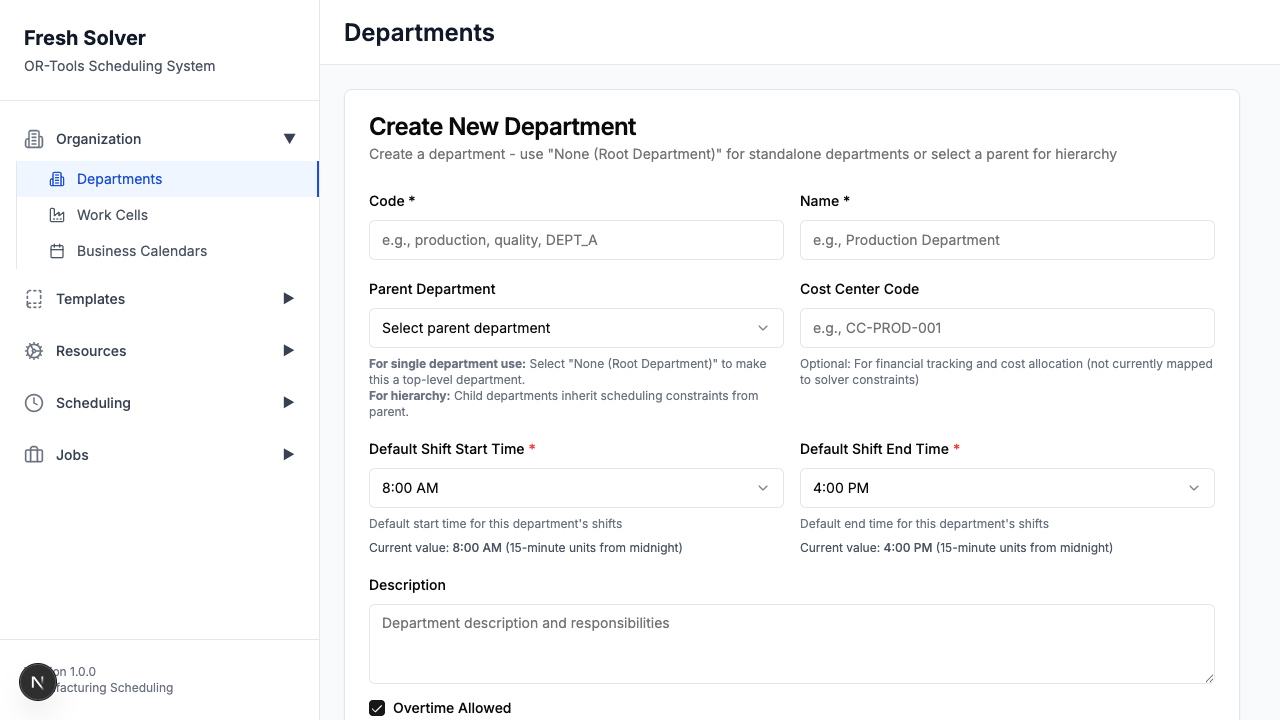 Fresh Solver
OR-Tools Scheduling System
Organization
Departments
Work Cells
Business Calendars
Templates
Resources
Scheduling
Jobs
on 1.0.0
facturing Scheduling
N
Departments
Create New Department
Create a department - use "None (Root Department)" for standalone departments or select a parent for hierarchy
Code *
e.g., production, quality, DEPT_A
Name *
e.g., Production Department
Parent Department
Select parent department
For single department use: Select "None (Root Department)" to make
this a top-level department.
For hierarchy: Child departments inherit scheduling constraints from
parent.
Cost Center Code
e.g., CC-PROD-001
Optional: For financial tracking and cost allocation (not currently mapped
to solver constraints)
Default Shift Start Time *
8:00 AM
Default start time for this department's shifts
Current value: 8:00 AM (15-minute units from midnight)
Default Shift End Time *
4:00 PM
Default end time for this department's shifts
Current value: 4:00 PM (15-minute units from midnight)
Description
Department description and responsibilities
Overtime Allowed